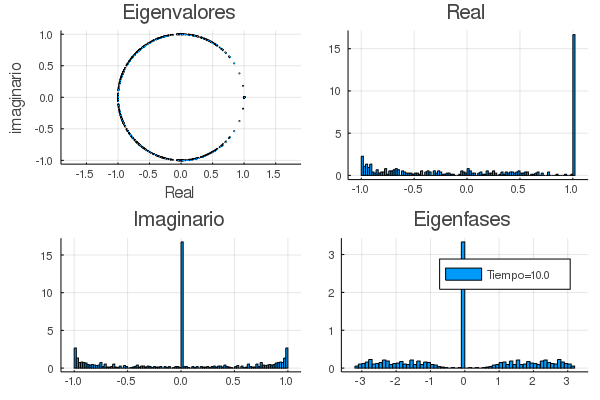 Eigenvalores
imaginario
1.0
0.5
0.0
-0.5
-1.0
-1.5 -1.0 -0.5 0.0 0.5 1.0 1.5
Real
Real
15
10
5
0
-1.0 -0.5 0.0 0.5 1.0
Imaginario
15
10
5
0
-1.0 -0.5 0.0 0.5 1.0
Eigenfases
Tiempo=10.0
3
2
1
0
-3 -2 -1 0 1 2 3